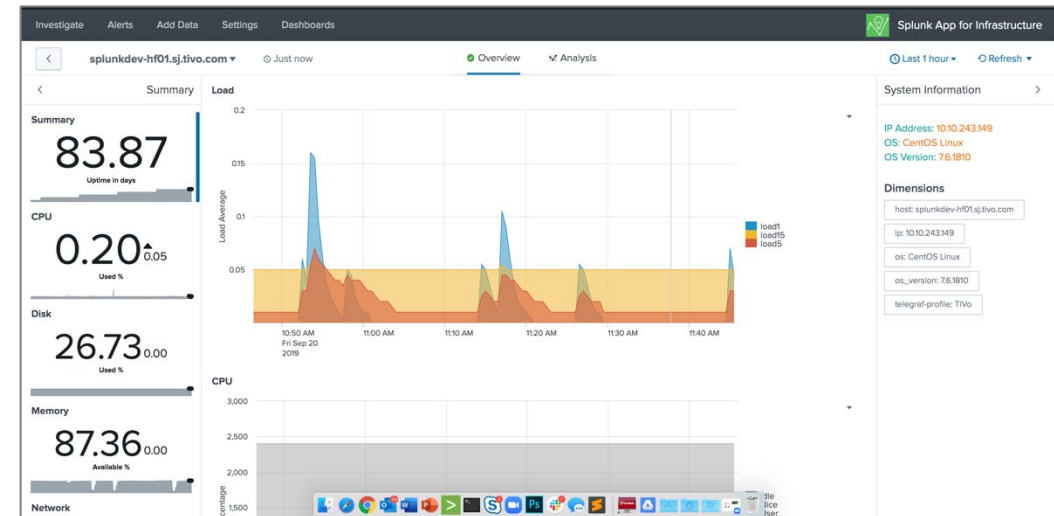 Investigate Alerts Add Data Settings Dashboards Splunk App for Infrastructure
splunkdev-hf01.sj.tivo.com Just now Overview Analysis Last 1 hour Refresh
Summary
Summary
83.87
Uptime in days
CPU
0.20 0.05
Used %
Disk
26.73 0.00
Used %
Memory
87.36 0.00
Available %
Network
Load
0.2
0.15
0.1
0.05
Load Average
10:50 AM 11:00 AM 11:10 AM 11:20 AM 11:30 AM 11:40 AM
Fri Sep 20
2019
load1
load15
load5
CPU
3,000
2,500
2,000
1,500
System Information
IP Address: 10.10.243.149
OS: CentOS Linux
OS Version: 7.6.1810
Dimensions
host: splunkdev-hf01.sj.tivo.com
ip: 10.10.243.149
os: CentOS Linux
os_version: 7.6.1810
telegraf-profile: TiVo